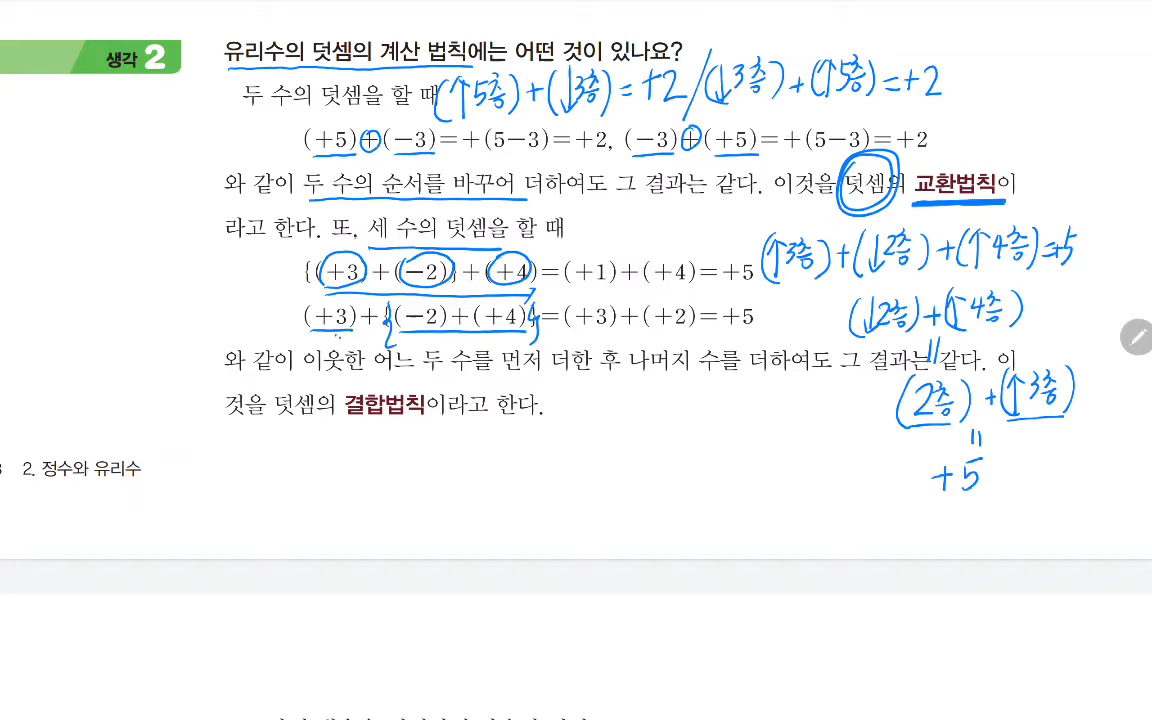 생각 2 유리수의 덧셈의 계산 법칙에는 어떤 것이 있나요?
두 수의 덧셈을 할 때
(↑5층)+(↓3층)=+2/(↓3층)+(↑5층)=+2
(+5)+(−3)=+(5−3)=+2, (−3)+(+5)=+(5−3)=+2
와 같이 두 수의 순서를 바꾸어 더하여도 그 결과는 같다. 이것을 덧셈의 교환법칙이
라고 한다. 또, 세 수의 덧셈을 할 때
{(+3)+(−2)}+(+4)=(+1)+(+4)=+5
(↑3층)+(↓2층)+(↑4층)=+5
(+3)+{(−2)+(+4)}=(+3)+(+2)=+5
(↓2층)+(↑4층)
=
와 같이 이웃한 어느 두 수를 먼저 더한 후 나머지 수를 더하여도 그 결과는 같다. 이
것을 덧셈의 결합법칙이라고 한다.
(2층)+(↑3층)
=
+5
2. 정수와 유리수